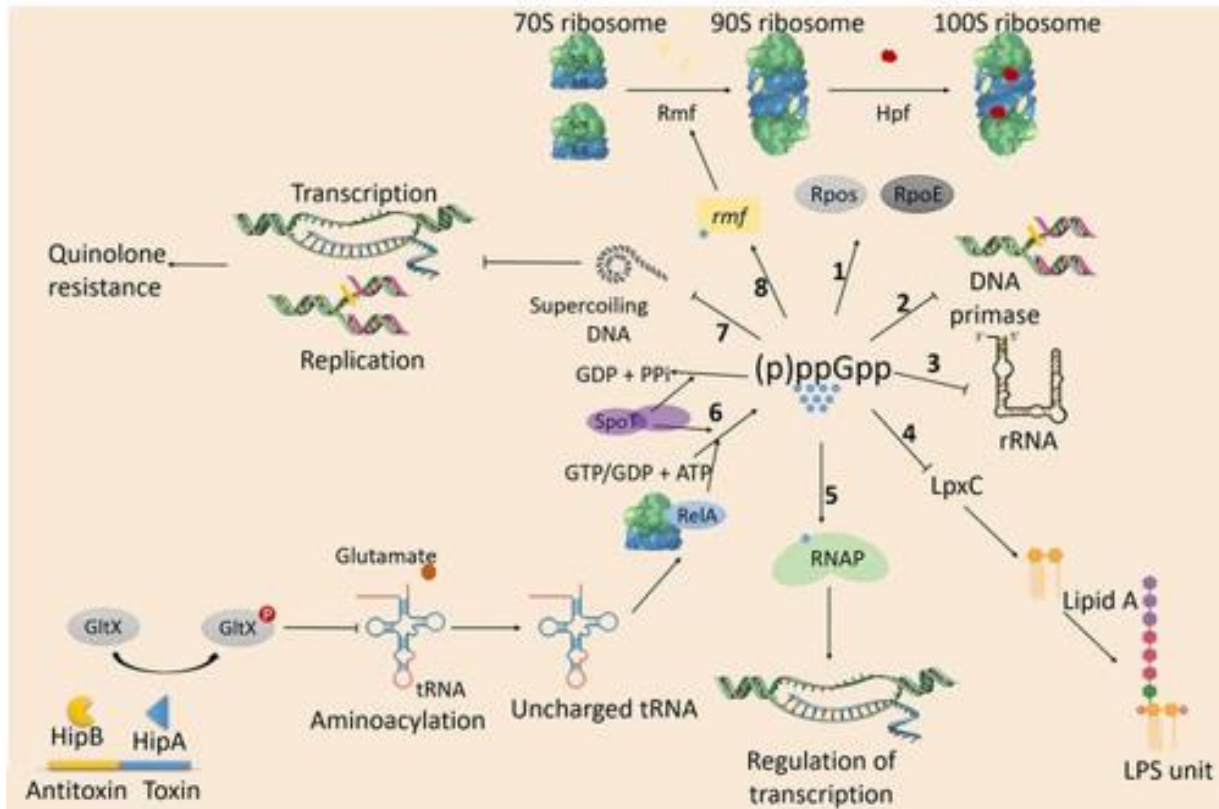 70S ribosome
90S ribosome
100S ribosome
Rmf
Hpf
Transcription
rmf
Rpos
RpoE
Quinolone
resistance
DNA
primase
1
2
8
3
7
Supercoiling
DNA
Replication
3'
5'
GDP + PPi
(p)ppGpp
rRNA
SpoT
6
4
GTP/GDP + ATP
LpxC
5
RelA
RNAP
Glutamate
Lipid A
GltX
GltX
P
tRNA
Aminoacylation
Uncharged tRNA
HipB
HipA
Antitoxin
Toxin
Regulation of
transcription
LPS unit